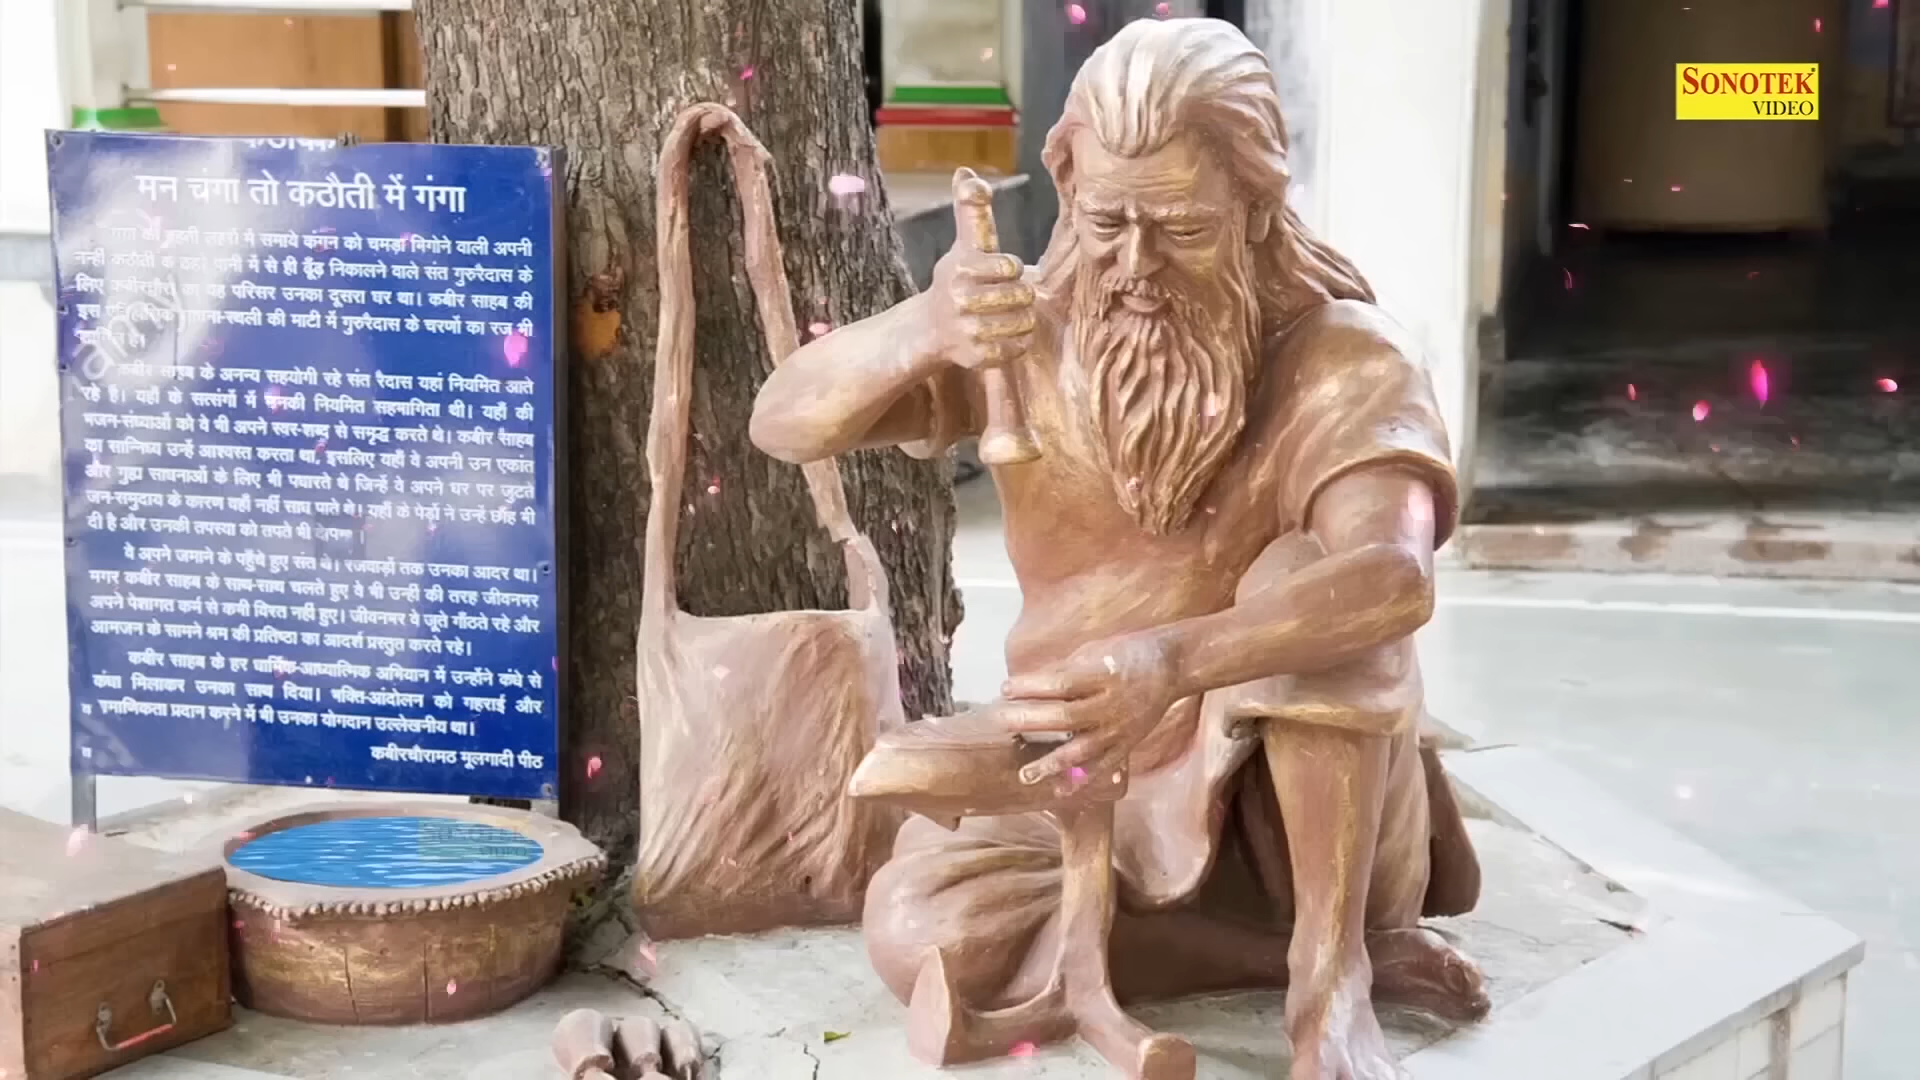 SONOTEK
VIDEO
मन चंगा तो कठौती में गंगा
लहरों में समाये कंगन को चमड़ा भिगोने वाली अपनी
नन्हीं कठौती के ठहरे पानी में से ही ढूँढ़ निकालने वाले संत गुरुरैदास के
लिए कबीरचौरा का यह परिसर उनका दूसरा घर था। कबीर साहब की
इस साधना-स्थली की माटी में गुरुरैदास के चरणों का रज भी
कबीर साहब के अनन्य सहयोगी रहे संत रैदास यहां नियमित आते
रहे हैं। यहाँ के सत्संगों में उनकी नियमित सहभागिता थी। यहाँ की
भजन-संध्याओं को वे भी अपने स्वर-शब्द से समृद्ध करते थे। कबीर साहब
का सान्निध्य उन्हें आश्वस्त करता था, इसलिए यहाँ वे अपनी उन एकांत
और गुह्य साधनाओं के लिए भी पधारते थे जिन्हें वे अपने घर पर जुटते
जन-समुदाय के कारण वहाँ नहीं साध पाते थे। यहाँ के पेड़ों ने उन्हें छाँह भी
दी है और उनकी तपस्या को तपते भी
वे अपने जमाने के पहुँचे हुए संत थे। रजवाड़ों तक उनका आदर था।
मगर कबीर साहब के साथ-साथ चलते हुए वे भी उन्हीं की तरह जीवनभर
अपने पेशागत कर्म से कभी विरत नहीं हुए। जीवनभर वे जूते गाँठते रहे और
आमजन के सामने श्रम की प्रतिष्ठा का आदर्श प्रस्तुत करते रहे।
कबीर साहब के हर धार्मिक-आध्यात्मिक अभियान में उन्होंने कंधे से
कंधा मिलाकर उनका साथ दिया। भक्ति-आंदोलन को गहराई और
प्रमाणिकता प्रदान करने में भी उनका योगदान उल्लेखनीय था।
कबीरचौरामठ मूलगादी पीठ